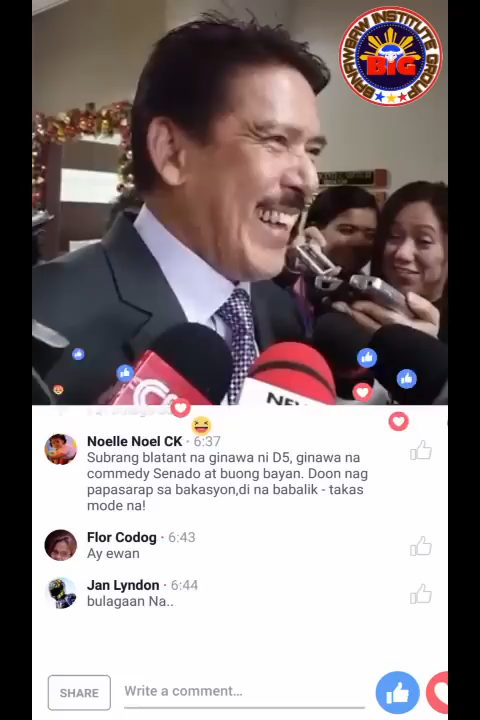 BRNAWBAW INSTITUTE GROUP
BIG
Noelle Noel CK · 6:37
Subrang blatant na ginawa ni D5, ginawa na
commedy Senado at buong bayan. Doon nag
papasarap sa bakasyon,di na babalik - takas
mode na!
Flor Codog · 6:43
Ay ewan
Jan Lyndon · 6:44
bulagaan Na..
SHARE
Write a comment...